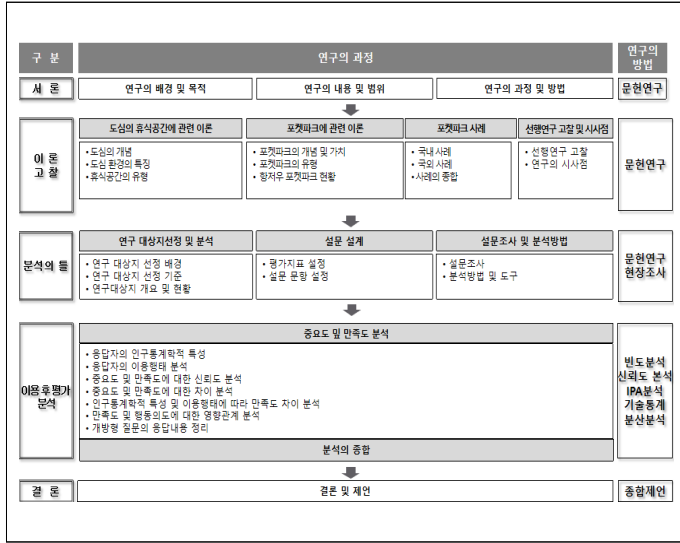 구 분
연구의 과정
연구의
방법
서 론
연구의 배경 및 목적
연구의 내용 및 범위
연구의 과정 및 방법
문헌연구
이 론
고 찰
도심의 휴식공간에 관련 이론
• 도심의 개념
• 도심 환경의 특징
• 휴식공간의 유형
포켓파크에 관련 이론
• 포켓파크의 개념 및 가치
• 포켓파크의 유형
• 항저우 포켓파크 현황
포켓파크 사례
• 국내 사례
• 국외 사례
• 사례의 종합
선행연구 고찰 및 시사점
• 선행연구 고찰
• 연구의 시사점
문헌연구
분석의 틀
연구 대상지선정 및 분석
• 연구 대상지 선정 배경
• 연구 대상지 선정 기준
• 연구대상지 개요 및 현황
설문 설계
• 평가지표 설정
• 설문 문항 설정
설문조사 및 분석방법
• 설문조사
• 분석방법 및 도구
문헌연구
현장조사
이용 후 평가
분석
중요도 및 만족도 분석
• 응답자의 인구통계학적 특성
• 응답자의 이용행태 분석
• 중요도 및 만족도에 대한 신뢰도 분석
• 중요도 및 만족도에 대한 차이 분석
• 인구통계학적 특성 및 이용행태에 따라 만족도 차이 분석
• 만족도 및 행동의도에 대한 영향관계 분석
• 개방형 질문의 응답내용 정리
분석의 종합
빈도분석
신뢰도 본석
IPA분석
기술통계
분산분석
결 론
결론 및 제언
종합제언